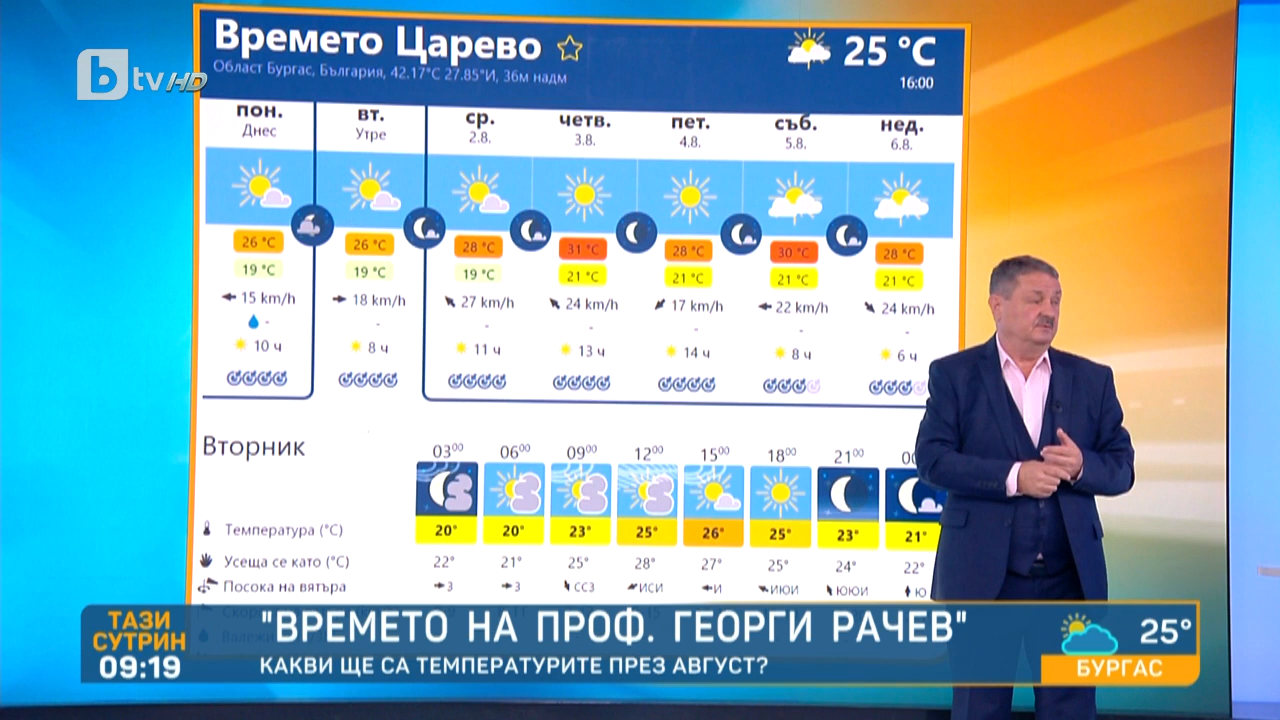 Времето Царево
25 °C
Област Бургас, България, 42.17°С 27.85°И, 36м надм
16:00
btv HD
пон. вт. ср. четв. пет. съб. нед.
Днес Утре 2.8. 3.8. 4.8. 5.8. 6.8.
26 °C 26 °C 28 °C 31 °C 28 °C 30 °C 28 °C
19 °C 19 °C 19 °C 21 °C 21 °C 21 °C 21 °C
15 km/h 18 km/h 27 km/h 24 km/h 17 km/h 22 km/h 24 km/h
- - - - - - -
10 ч 8 ч 11 ч 13 ч 14 ч 8 ч 6 ч
Вторник
03⁰⁰ 06⁰⁰ 09⁰⁰ 12⁰⁰ 15⁰⁰ 18⁰⁰ 21⁰⁰
Температура (°C) 20° 20° 23° 25° 26° 25° 23° 21°
Усеща се като (°C) 22° 21° 25° 28° 27° 25° 24° 22°
Посока на вятъра З З ССЗ ИСИ И ИЮИ ЮЮИ Ю
ТАЗИ
СУТРИН
09:19
"ВРЕМЕТО НА ПРОФ. ГЕОРГИ РАЧЕВ"
КАКВИ ЩЕ СА ТЕМПЕРАТУРИТЕ ПРЕЗ АВГУСТ?
25°
БУРГАС